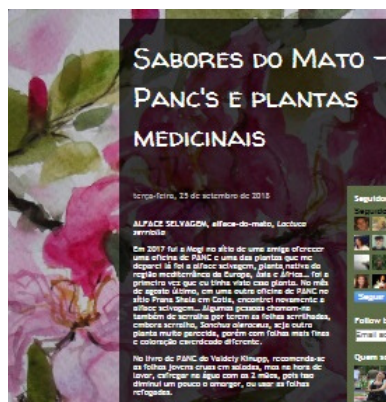 SABORES DO MATO -
PANC'S E PLANTAS
MEDICINAIS
terça-feira, 25 de setembro de 2018
ALFACE SELVAGEM, alface-do-mato, Lactuca
serriola
Em 2017 fui a Mogi no sítio de uma amiga oferecer
uma oficina de PANC e uma das plantas que me
deparei lá foi a alface selvagem, planta nativa da
região mediterrânea da Europa, Ásia e África... foi a
primeira vez que eu tinha visto essa planta. No mês
de agosto último, em uma outra oficina de PANC no
sítio Prana Shala em Cotia, encontrei novamente a
alface selvagem... Algumas pessoas chamam-na
também de serralha por terem as folhas serrilhadas,
embora serralha, Sonchus oleraceus, seja outra
planta muito parecida, porém com folhas mais finas
e coloração esverdeada diferente.
No livro de PANC do Valdely Kinupp, recomenda-se
as folhas jovens cruas em saladas, mas na hora de
lavar, esfregar na água com as 2 mãos, pois isso
diminui um pouco o amargor, ou usar as folhas
refogadas.
Seguido
Seguido
Seguir
Follow b
Email ad
Quem s